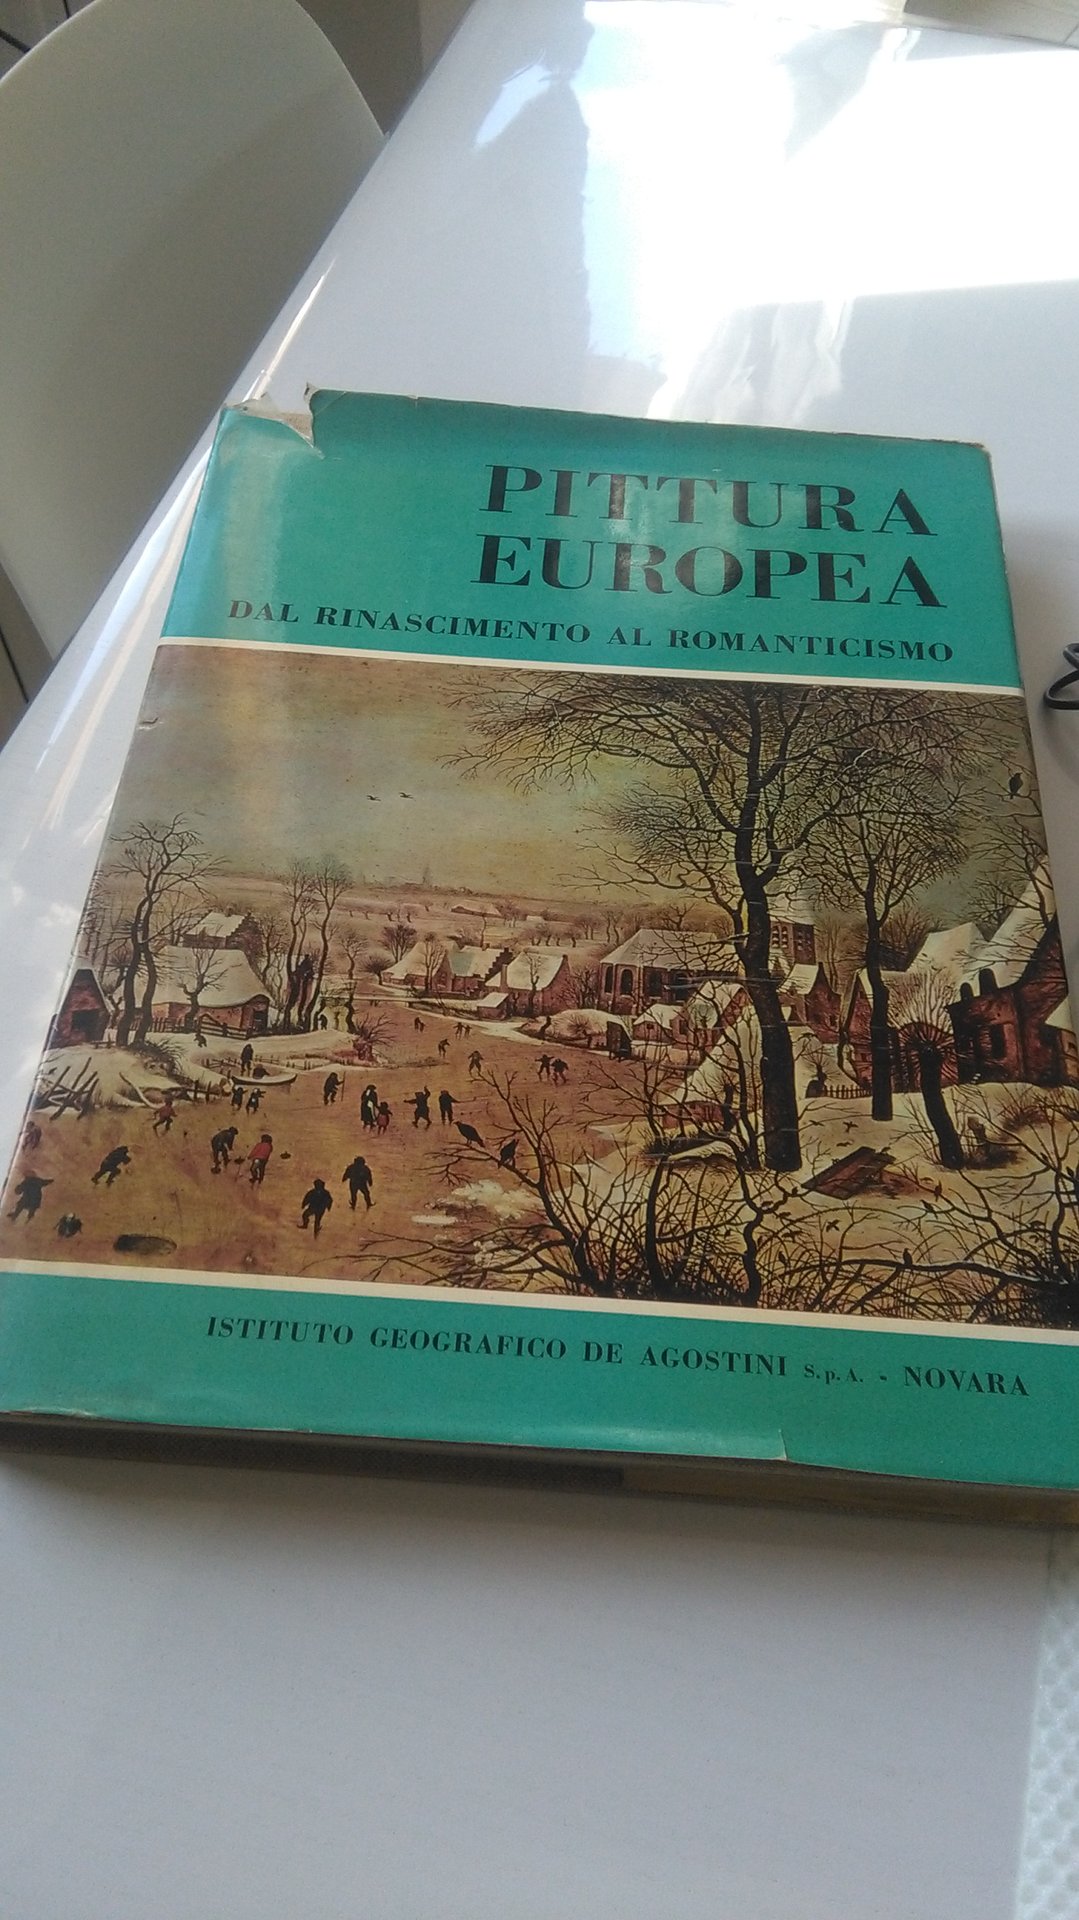 PITTURA
EUROPEA
DAL RINASCIMENTO AL ROMANTICISMO
ISTITUTO GEOGRAFICO DE AGOSTINI S.p.A. - NOVARA